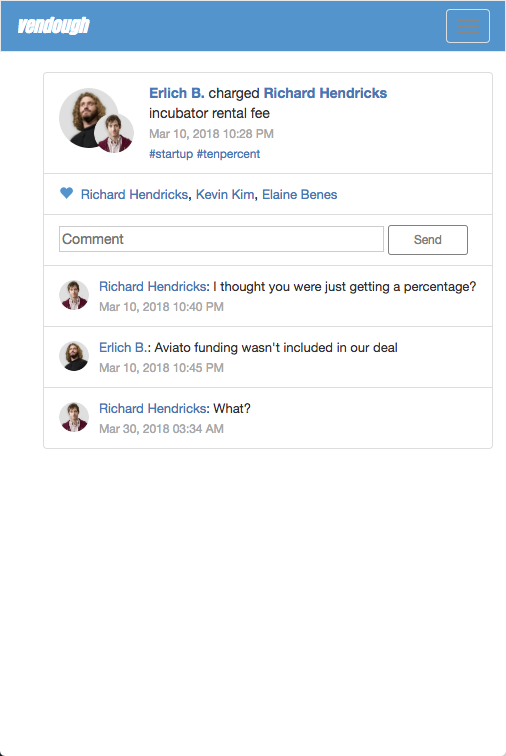 vendough
Erlich B. charged Richard Hendricks
incubator rental fee
Mar 10, 2018 10:28 PM
#startup #tenpercent
Richard Hendricks, Kevin Kim, Elaine Benes
Comment
Send
Richard Hendricks: I thought you were just getting a percentage?
Mar 10, 2018 10:40 PM
Erlich B.: Aviato funding wasn't included in our deal
Mar 10, 2018 10:45 PM
Richard Hendricks: What?
Mar 30, 2018 03:34 AM